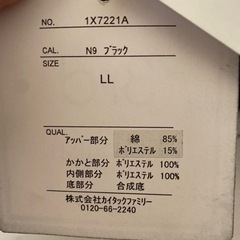 NO. 1X7221A
CAL. N9 ブラック
SIZE
LL
QUAL.
アッパー部分 綿 85%
ポリエステル 15%
かかと部分 ポリエステル 100%
内側部分 ポリエステル 100%
底部分 合成底
株式会社カイタックファミリー
0120-66-2240